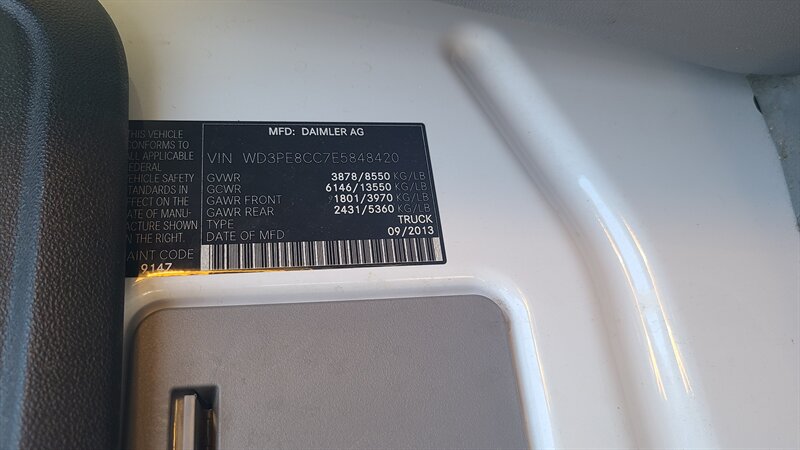 THIS VEHICLE
CONFORMS TO
ALL APPLICABLE
FEDERAL
VEHICLE SAFETY
STANDARDS IN
EFFECT ON THE
DATE OF MANU-
FACTURE SHOWN
ON THE RIGHT.
PAINT CODE
9147
MFD: DAIMLER AG
VIN WD3PE8CC7E5848420
GVWR 3878/8550 KG/LB
GCWR 6146/13550 KG/LB
GAWR FRONT 1801/3970 KG/LB
GAWR REAR 2431/5360 KG/LB
TYPE TRUCK
DATE OF MFD 09/2013